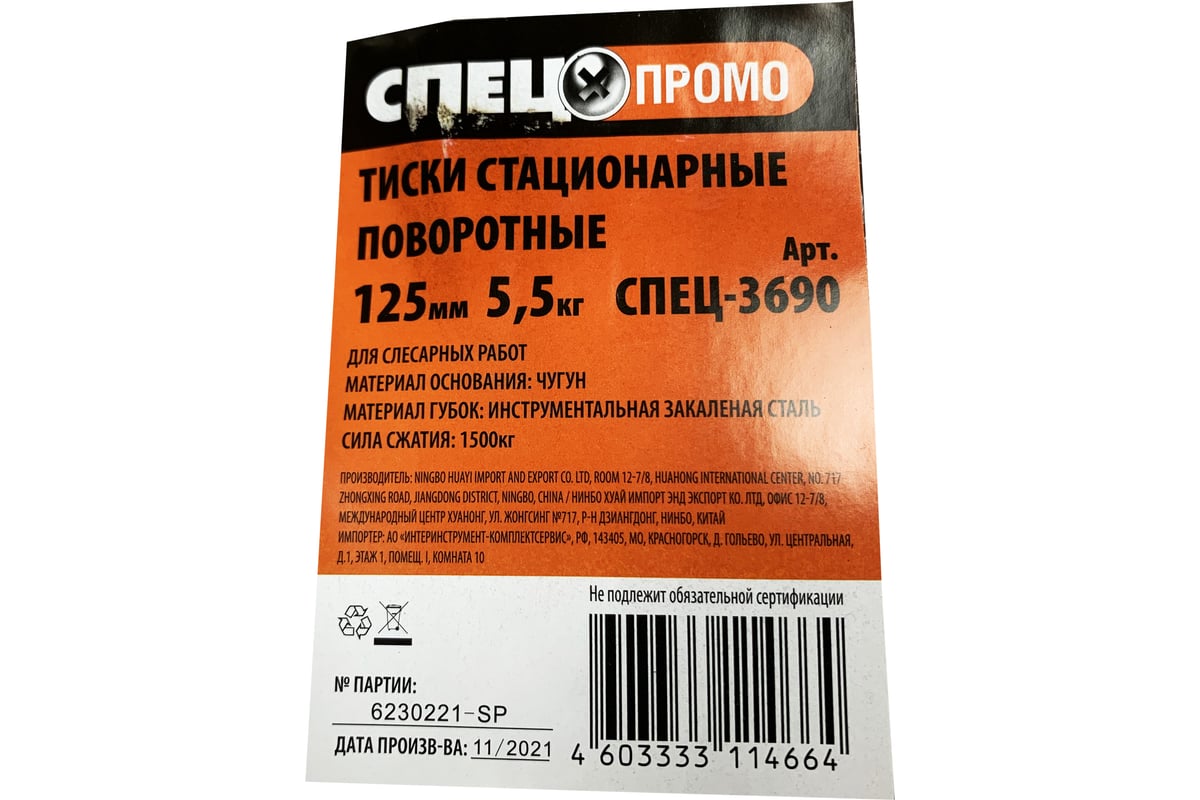 СПЕЦ ПРОМО
ТИСКИ СТАЦИОНАРНЫЕ
ПОВОРОТНЫЕ
Арт.
125мм 5,5кг СПЕЦ-3690
ДЛЯ СЛЕСАРНЫХ РАБОТ
МАТЕРИАЛ ОСНОВАНИЯ: ЧУГУН
МАТЕРИАЛ ГУБОК: ИНСТРУМЕНТАЛЬНАЯ ЗАКАЛЕНАЯ СТАЛЬ
СИЛА СЖАТИЯ: 1500кг
ПРОИЗВОДИТЕЛЬ: NINGBO HUAYI IMPORT AND EXPORT CO. LTD, ROOM 12-7/8, HUAHONG INTERNATIONAL CENTER, NO. 717
ZHONGXING ROAD, JIANGDONG DISTRICT, NINGBO, CHINA / НИНБО ХУАЙ ИМПОРТ ЭНД ЭКСПОРТ КО. ЛТД, ОФИС 12-7/8,
МЕЖДУНАРОДНЫЙ ЦЕНТР ХУАНОНГ, УЛ. ЖОНГСИНГ №717, Р-Н ДЗИАНГДОНГ, НИНБО, КИТАЙ
ИМПОРТЕР: АО «ИНТЕРИНСТРУМЕНТ-КОМПЛЕКТСЕРВИС», РФ, 143405, МО, КРАСНОГОРСК, Д. ГОЛЬЕВО, УЛ. ЦЕНТРАЛЬНАЯ,
Д.1, ЭТАЖ 1, ПОМЕЩ. I, КОМНАТА 10
Не подлежит обязательной сертификации
№ ПАРТИИ:
6230221-SP
ДАТА ПРОИЗВ-ВА: 11/2021
4 603333 114664